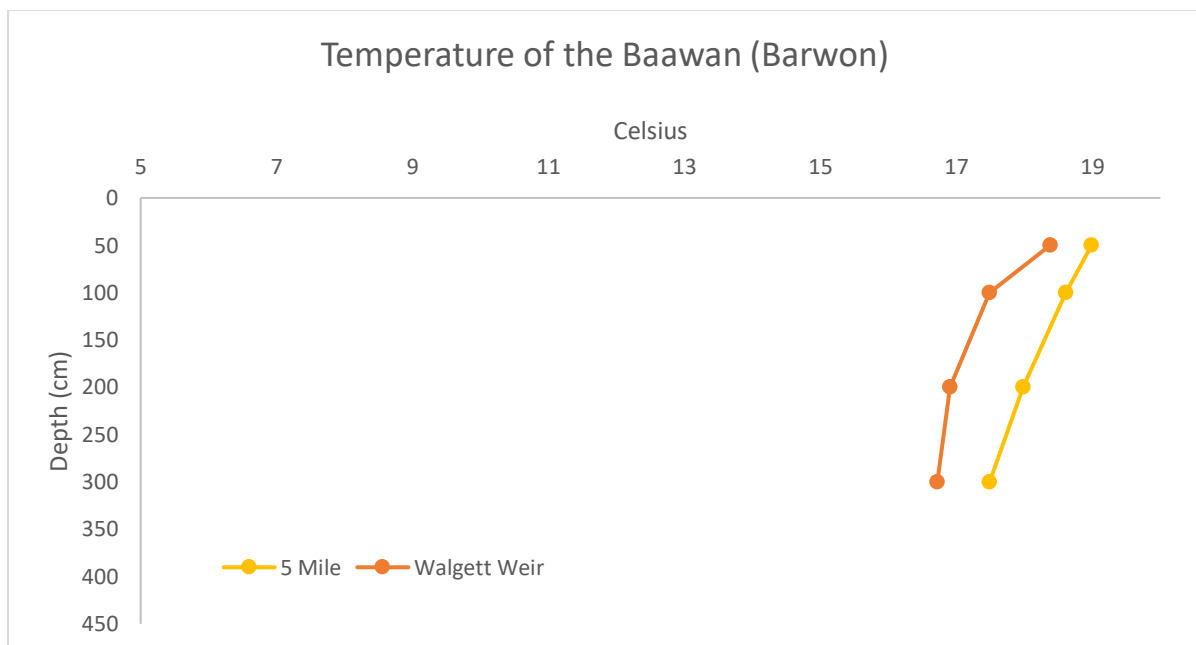 Temperature of the Baawan (Barwon)
Celsius
5 7 9 11 13 15 17 19
0
50
100
150
200
250
300
350
400
450
Depth (cm)
5 Mile Walgett Weir